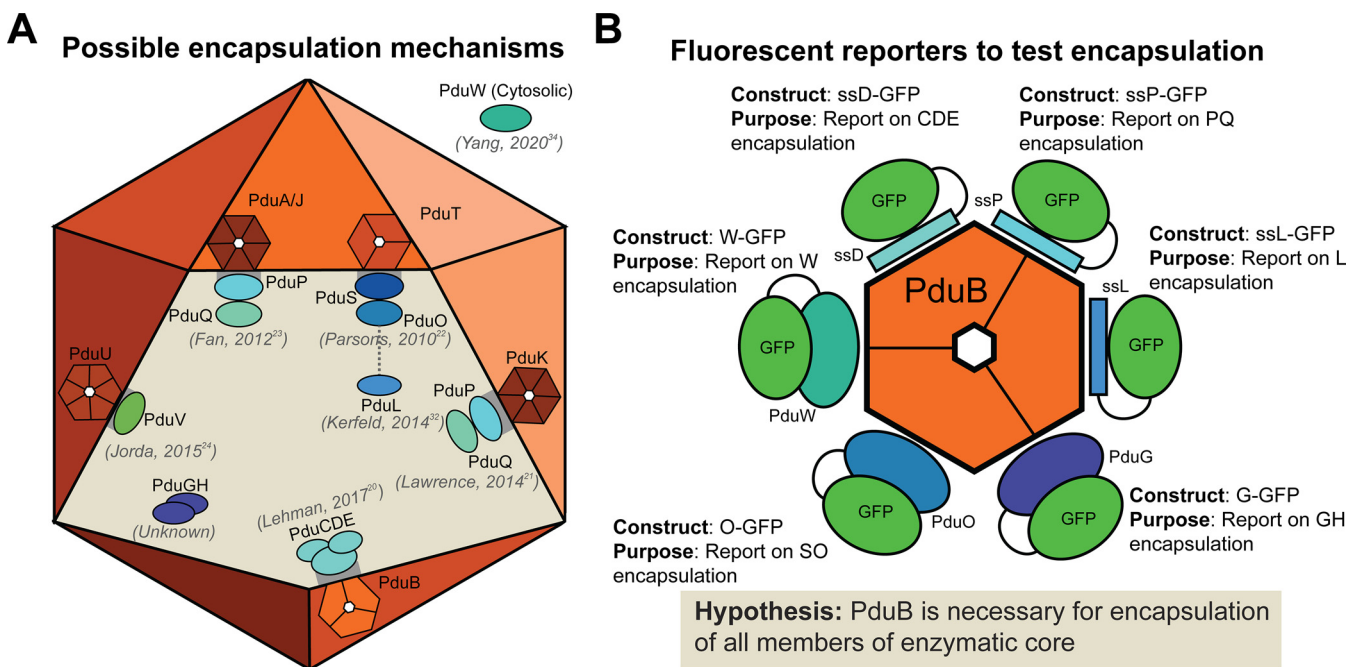 A
Possible encapsulation mechanisms
PduW (Cytosolic)
(Yang, 2020³⁴)
PduA/J
PduT
PduP
PduQ
(Fan, 2012²³)
PduS
PduO
(Parsons, 2010²²)
PduL
(Kerfeld, 2014³²)
PduU
PduV
(Jorda, 2015²⁴)
PduK
PduP
PduQ
(Lawrence, 2014²¹)
PduGH
(Unknown)
(Lehman, 2017²⁰)
PduCDE
PduB
B
Fluorescent reporters to test encapsulation
Construct: ssD-GFP
Purpose: Report on CDE
encapsulation
Construct: ssP-GFP
Purpose: Report on PQ
encapsulation
GFP
ssD
GFP
ssP
Construct: W-GFP
Purpose: Report on W
encapsulation
Construct: ssL-GFP
Purpose: Report on L
encapsulation
PduB
ssL
GFP
GFP
PduW
PduO
GFP
PduG
GFP
Construct: O-GFP
Purpose: Report on SO
encapsulation
Construct: G-GFP
Purpose: Report on GH
encapsulation
Hypothesis: PduB is necessary for encapsulation
of all members of enzymatic core